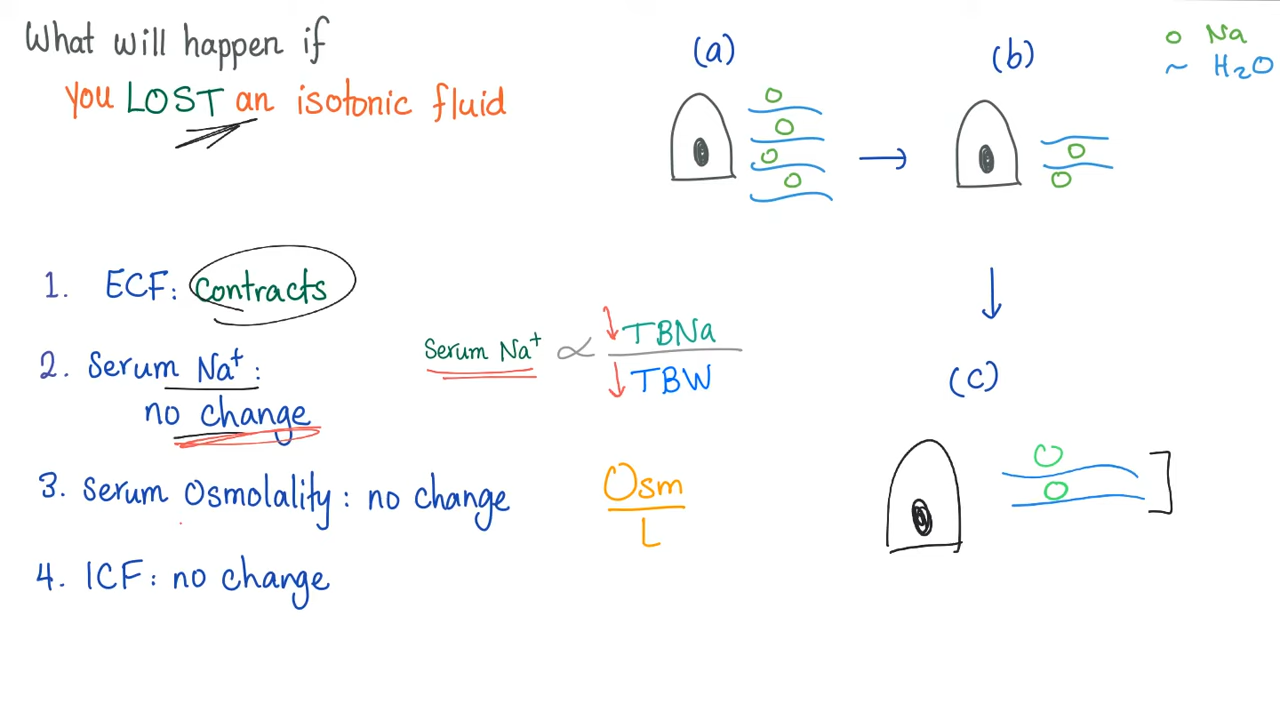 What will happen if
you LOST an isotonic fluid
(a)
(b)
o Na
~ H2O
1. ECF: Contracts
2. Serum Na+:
no change
Serum Na+ ∝ ↓TBNa
↓TBW
(c)
3. Serum Osmolality: no change
Osm
L
4. ICF: no change